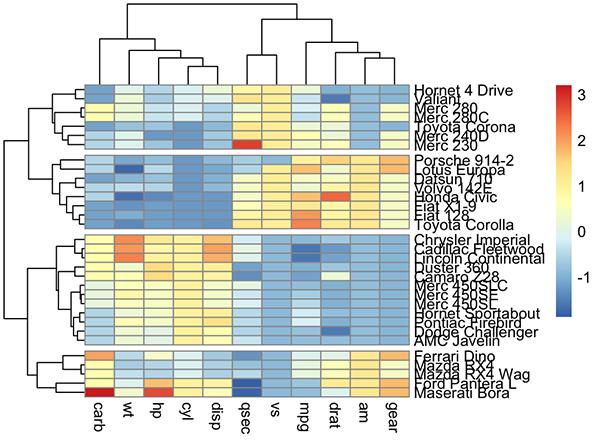 Hornet 4 Drive
Valiant
Merc 280
Merc 280C
Toyota Corona
Merc 240D
Merc 230
Porsche 914-2
Lotus Europa
Datsun 710
Volvo 142E
Honda Civic
Fiat X1-9
Fiat 128
Toyota Corolla
Chrysler Imperial
Cadillac Fleetwood
Lincoln Continental
Duster 360
Camaro Z28
Merc 450SLC
Merc 450SE
Merc 450SL
Hornet Sportabout
Pontiac Firebird
Dodge Challenger
AMC Javelin
Ferrari Dino
Mazda RX4
Mazda RX4 Wag
Ford Pantera L
Maserati Bora
carb
wt
hp
cyl
disp
qsec
vs
mpg
drat
am
gear
3
2
1
0
-1